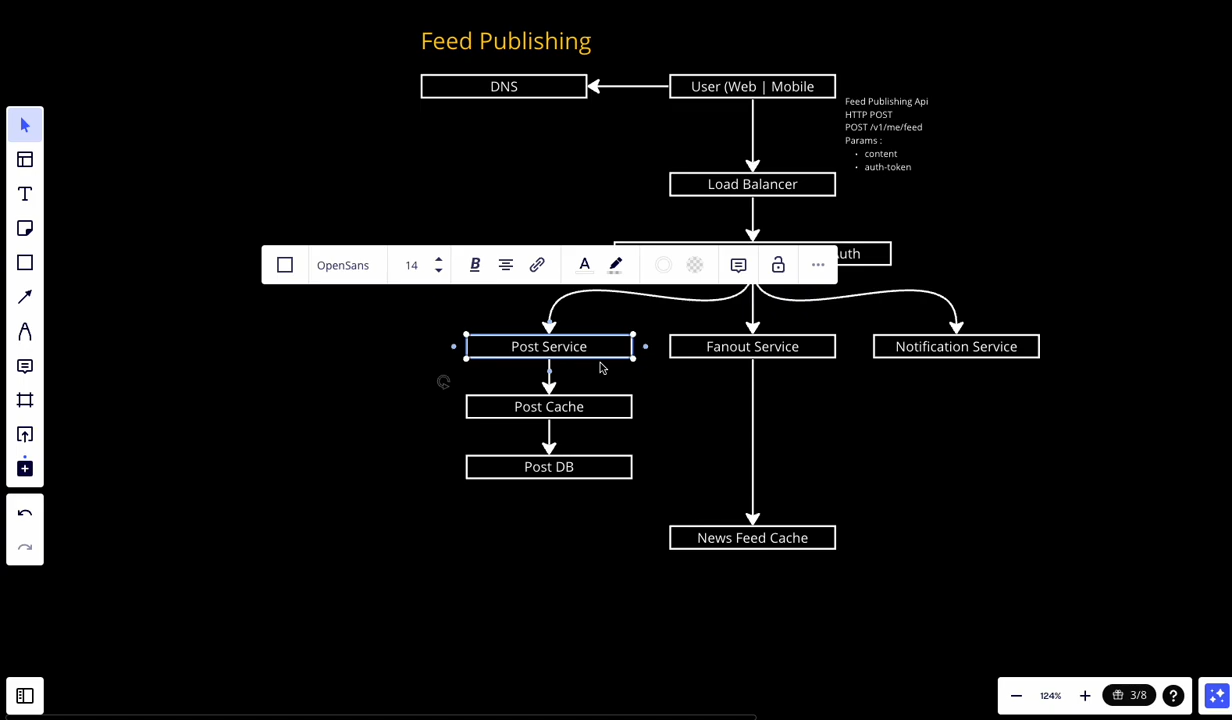 Feed Publishing
DNS
User (Web | Mobile
Feed Publishing Api
HTTP POST
POST /v1/me/feed
Params :
• content
• auth-token
Load Balancer
OpenSans
14
B
A
Post Service
Fanout Service
Notification Service
Post Cache
Post DB
News Feed Cache
124%
3/8
?